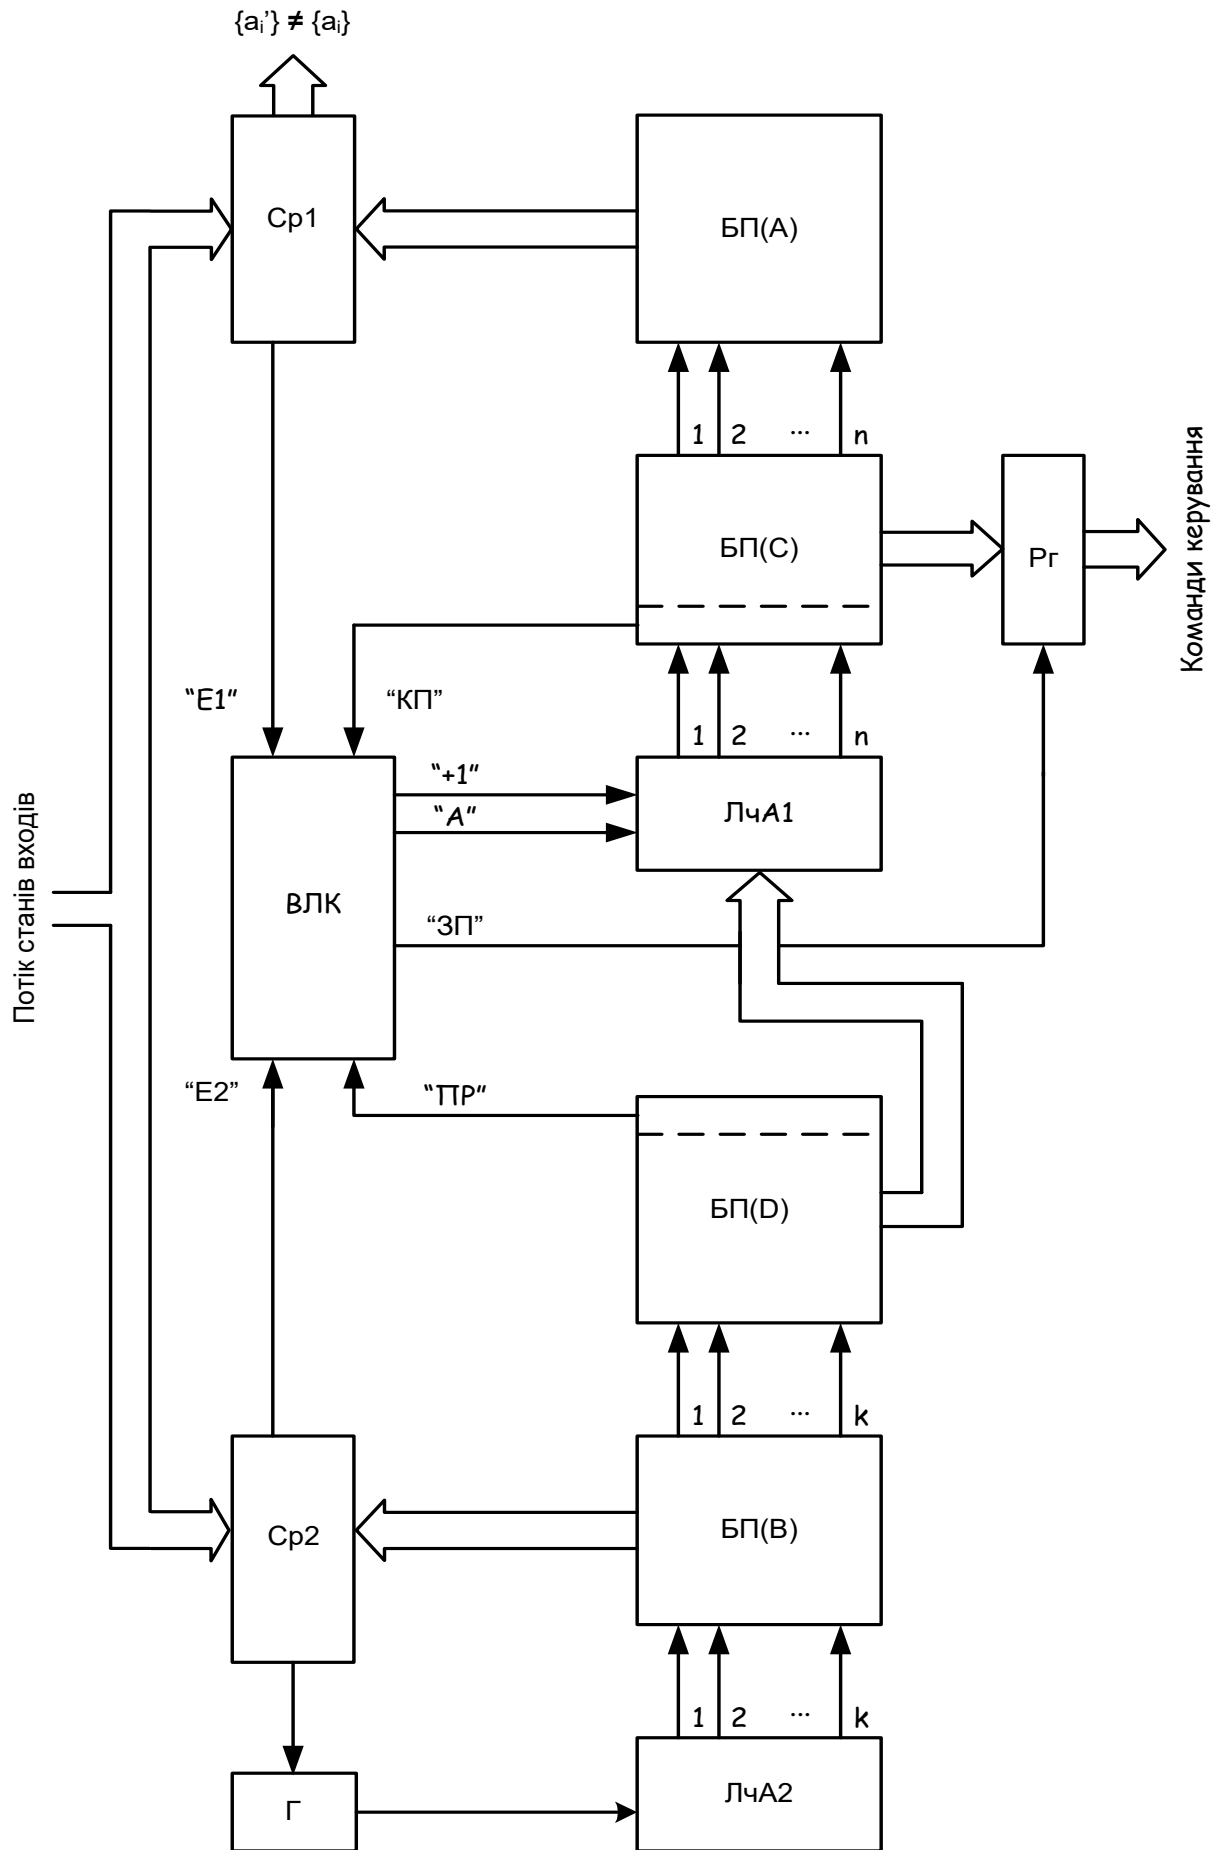 {aᵢ’} ≠ {aᵢ}
Ср1
БП(А)
1 2 ... n
БП(С)
Рг
Команди керування
“Е1”
“КП”
1 2 ... n
“+1”
“А”
ЛчА1
Потік станів входів
ВЛК
“ЗП”
“Е2”
“ПР”
БП(D)
1 2 ... k
Ср2
БП(В)
1 2 ... k
Г
ЛчА2